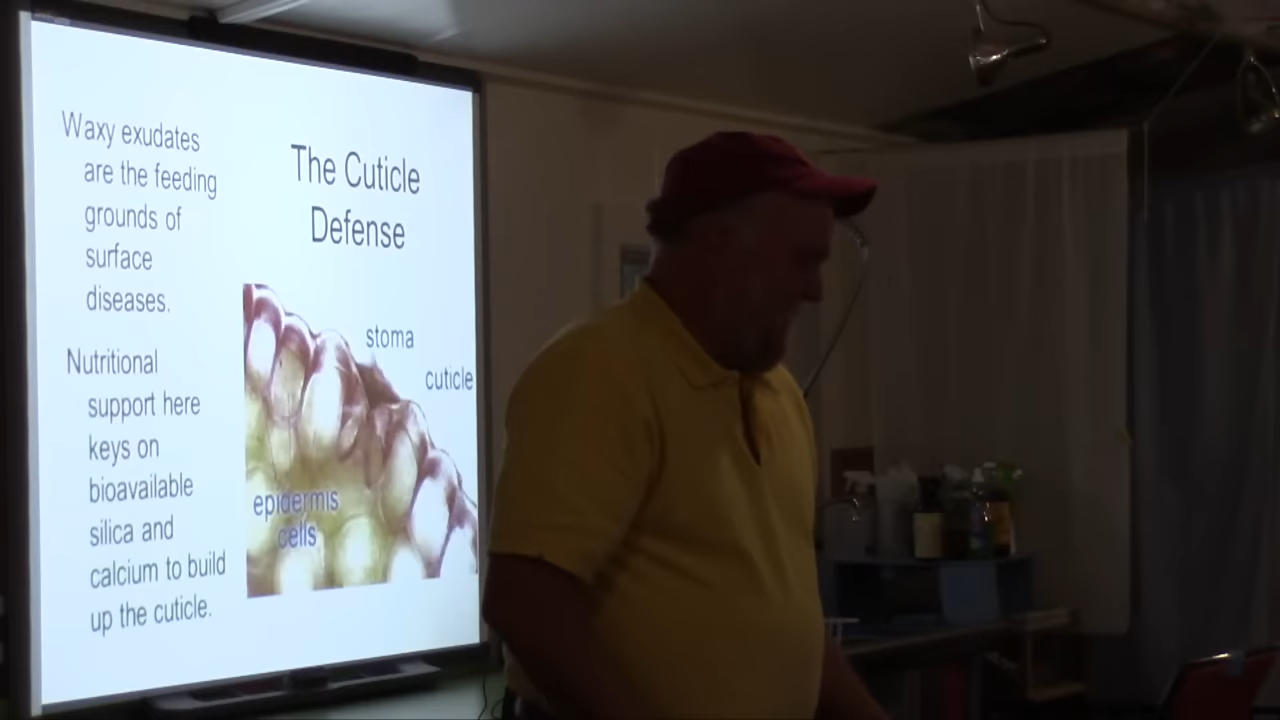 Waxy exudates
are the feeding
grounds of
surface
diseases.
Nutritional
support here
keys on
bioavailable
silica and
calcium to build
up the cuticle.
The Cuticle
Defense
stoma
cuticle
epidermis
cells